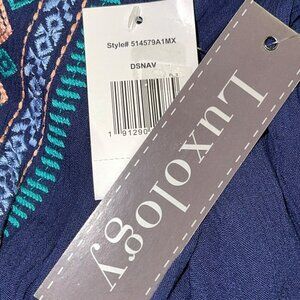 Style# 514579A1MX
DSNAV
1 91290
Luxology